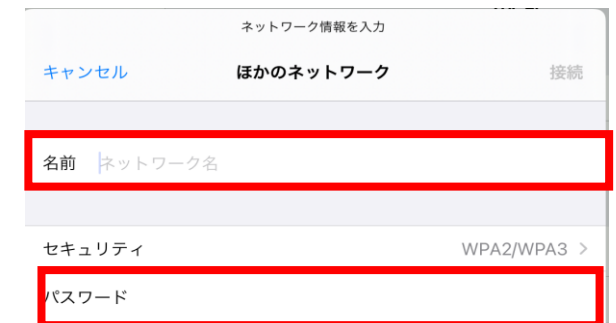 ネットワーク情報を入力
キャンセル ほかのネットワーク 接続
名前 ネットワーク名
セキュリティ WPA2/WPA3 >
パスワード